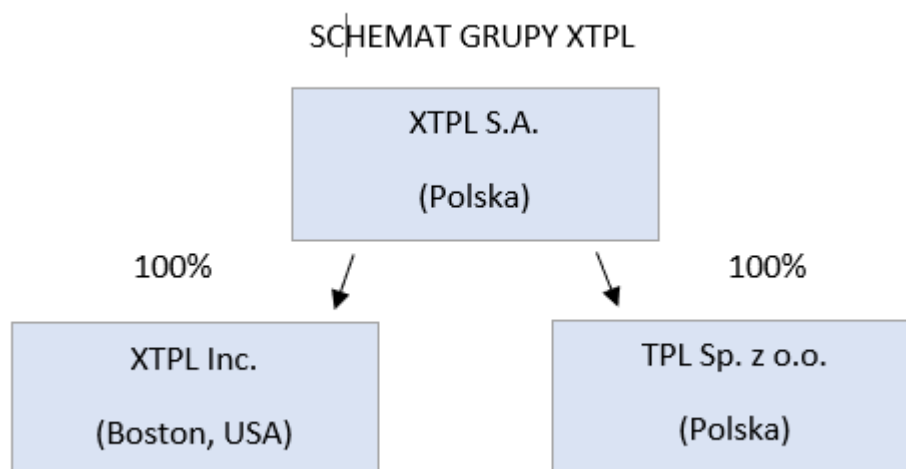 SCHEMAT GRUPY XTPL
XTPL S.A.
(Polska)
100%
100%
XTPL Inc.
(Boston, USA)
TPL Sp. z o.o.
(Polska)